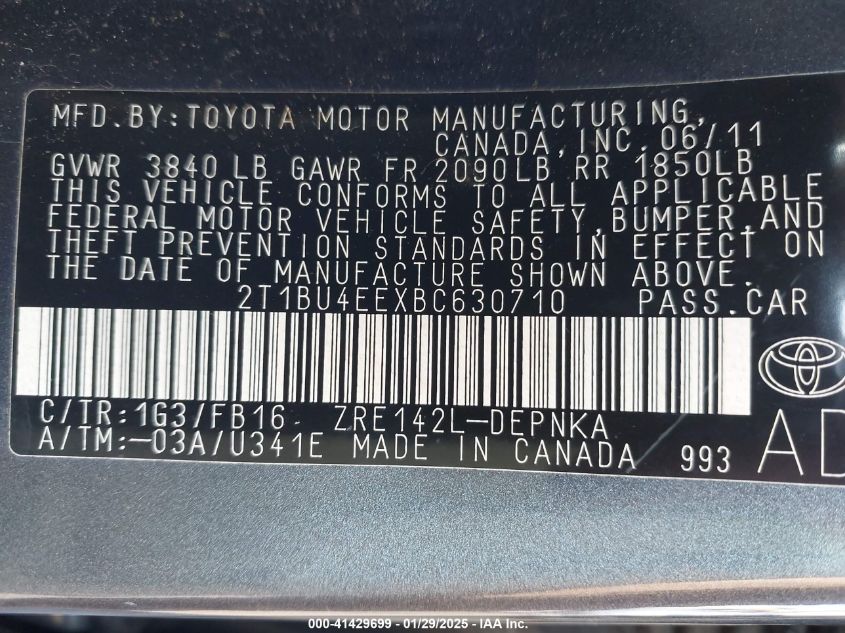 MFD.BY:TOYOTA MOTOR MANUFACTURING,
CANADA,INC.06/11
GVWR 3840LB GAWR FR 2090LB RR 1850LB
THIS VEHICLE CONFORMS TO ALL APPLICABLE
FEDERAL MOTOR VEHICLE SAFETY,BUMPER,AND
THEFT PREVENTION STANDARDS IN EFFECT ON
THE DATE OF MANUFACTURE SHOWN ABOVE.
2T1BU4EEXBC630710 PASS.CAR
C/TR:1G3/FB16 ZRE142L-DEPNKA
A/TM:-03A/U341E MADE IN CANADA 993 AD
000-41429699 - 01/29/2025 - IAA Inc.